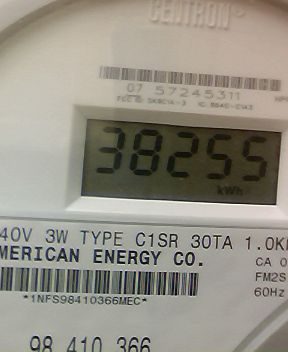 CENTRON®
07 57245311
38255
kWh
40V 3W TYPE C1SR 30TA 1.0K
MERICAN ENERGY CO.
CA 0
FM2S
*1NFS98410366MEC*
60Hz
98 410 366